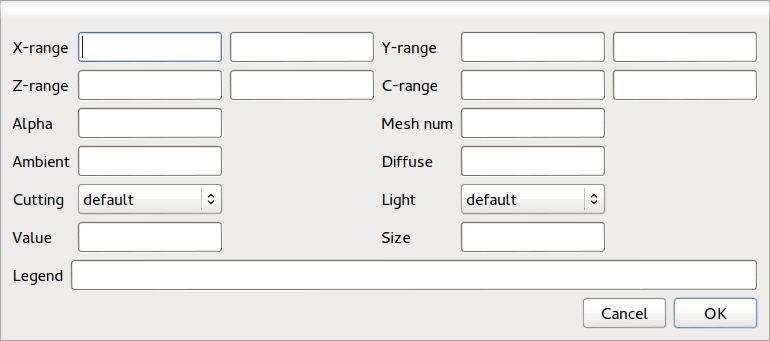 X-range Y-range
Z-range C-range
Alpha Mesh num
Ambient Diffuse
Cutting default Light default
Value Size
Legend
Cancel OK